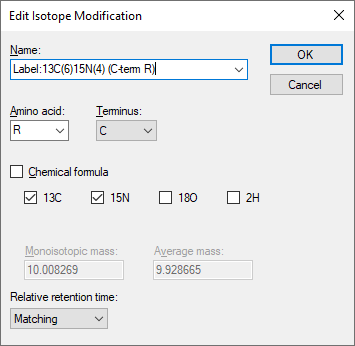 Edit Isotope Modification
Name:
Label:13C(6)15N(4) (C-term R)
OK
Cancel
Amino acid:
Terminus:
R
C
Chemical formula
13C
15N
18O
2H
Monoisotopic mass:
Average mass:
10.008269
9.928665
Relative retention time:
Matching